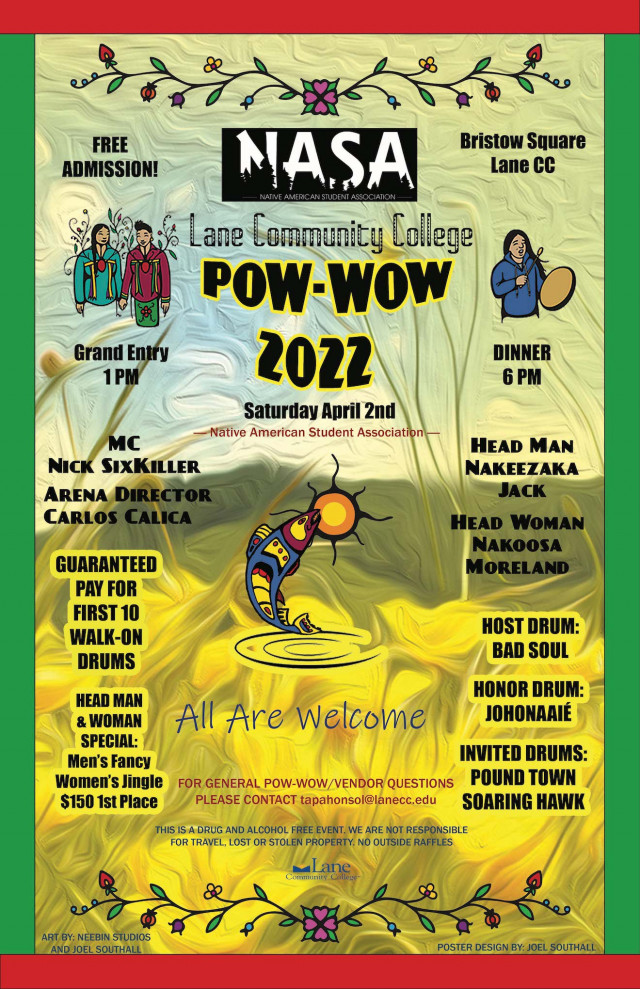 FREE
ADMISSION!
NASA
NATIVE AMERICAN STUDENT ASSOCIATION
Bristow Square
Lane CC
Lane Community College
POW-WOW
2022
Grand Entry
1 PM
DINNER
6 PM
Saturday April 2nd
— Native American Student Association —
MC
Nick SixKiller
Arena Director
Carlos Calica
Head Man
Nakeezaka
Jack
Head Woman
Nakoosa
Moreland
GUARANTEED
PAY FOR
FIRST 10
WALK-ON
DRUMS
HOST DRUM:
BAD SOUL
HEAD MAN
& WOMAN
SPECIAL:
Men's Fancy
Women's Jingle
$150 1st Place
All Are Welcome
HONOR DRUM:
JOHONAAIÉ
INVITED DRUMS:
POUND TOWN
SOARING HAWK
FOR GENERAL POW-WOW/VENDOR QUESTIONS
PLEASE CONTACT tapahonsol@lanecc.edu
THIS IS A DRUG AND ALCOHOL FREE EVENT. WE ARE NOT RESPONSIBLE
FOR TRAVEL, LOST OR STOLEN PROPERTY. NO OUTSIDE RAFFLES
Lane
Community College
ART BY: NEEBIN STUDIOS
AND JOEL SOUTHALL
POSTER DESIGN BY: JOEL SOUTHALL